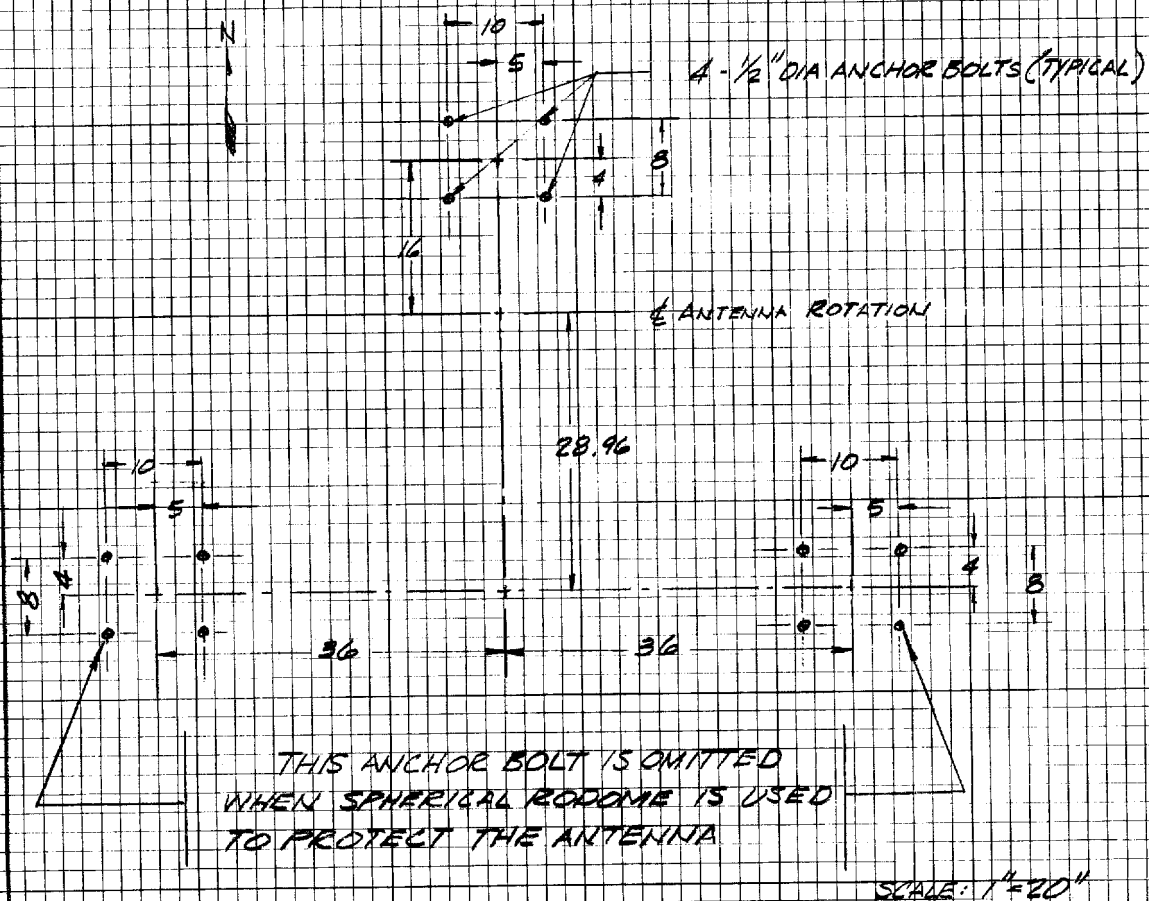 N
10
5
4 - 1/2" DIA ANCHOR BOLTS (TYPICAL)
8
4
16
℄ ANTENNA ROTATION
28.96
10
5
4
8
10
5
4
8
36
36
THIS ANCHOR BOLT IS OMITTED
WHEN SPHERICAL RODOME IS USED
TO PROTECT THE ANTENNA
SCALE: 1"=20"